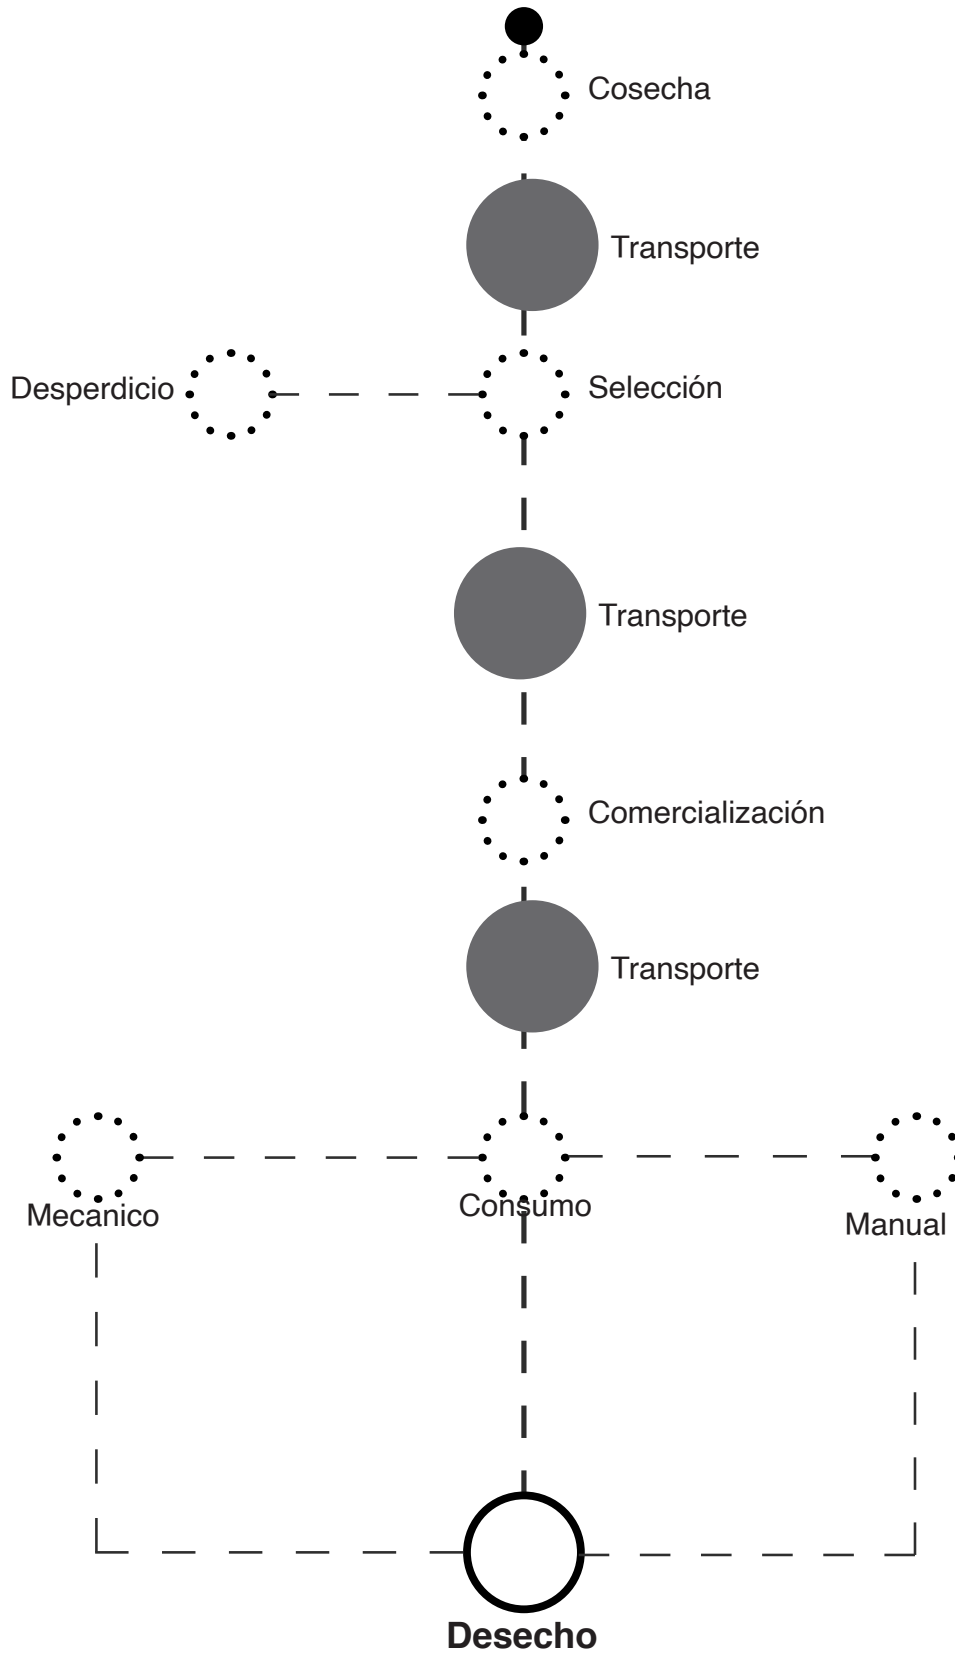 Cosecha
Transporte
Desperdicio
Selección
Transporte
Comercialización
Transporte
Mecanico
Consumo
Manual
Desecho